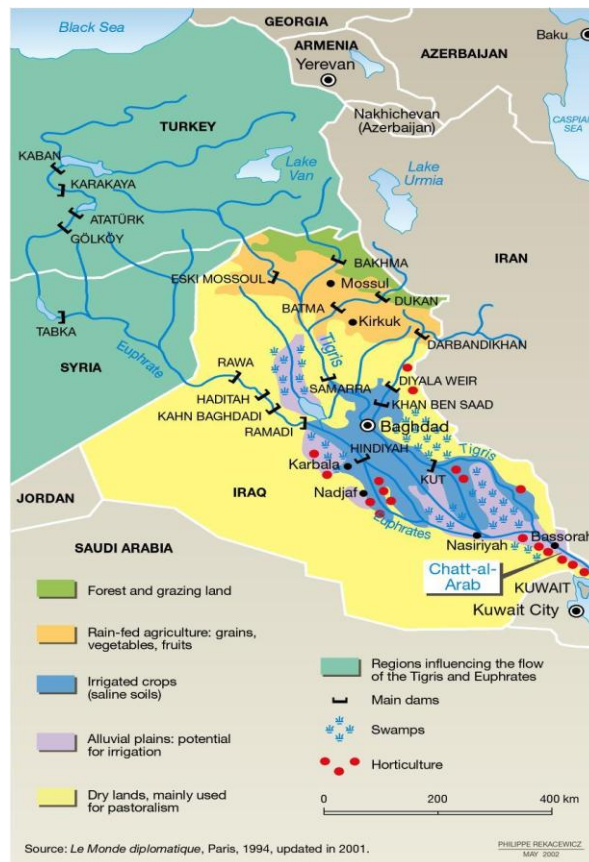 Black Sea
GEORGIA
Baku
ARMENIA
Yerevan
AZERBAIJAN
Nakhichevan
(Azerbaijan)
CASPIAN
SEA
TURKEY
KABAN
KARAKAYA
Lake
Van
Lake
Urmia
ATATÜRK
GÖLKÖY
BAKHMA
IRAN
ESKI MOSSOUL
Mossul
BATMA
DUKAN
Kirkuk
TABKA
DARBANDIKHAN
Euphrate
Tigris
SYRIA
RAWA
SAMARRA
DIYALA WEIR
HADITAH
KHAN BEN SAAD
KAHN BAGHDADI
Baghdad
RAMADI
HINDIYAH
Tigris
Karbala
KUT
JORDAN
IRAQ
Nadjaf
Euphrates
Bassorah
Nasiriyah
SAUDI ARABIA
Chatt-al-
Arab
KUWAIT
Kuwait City
Forest and grazing land
Rain-fed agriculture: grains,
vegetables, fruits
Irrigated crops
(saline soils)
Alluvial plains: potential
for irrigation
Dry lands, mainly used
for pastoralism
Regions influencing the flow
of the Tigris and Euphrates
Main dams
Swamps
Horticulture
0 200 400 km
Source: Le Monde diplomatique, Paris, 1994, updated in 2001.
PHILIPPE REKACEWICZ
MAY 2002